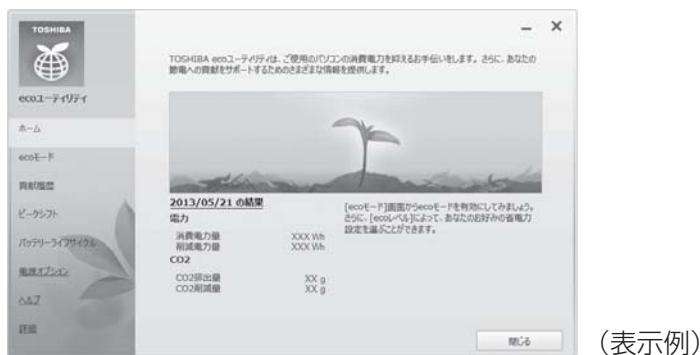 TOSHIBA
ecoユーティリティ
ホーム
ecoモード
貢献履歴
ピークシフト
バッテリーライフサイクル
電源オプション
ヘルプ
詳細
TOSHIBA ecoユーティリティは、ご使用のパソコンの消費電力を抑えるお手伝いをします。さらに、あなたの
節電への貢献をサポートするためのさまざまな情報を提供します。
2013/05/21 の結果
電力
消費電力量 XXX Wh
削減電力量 XXX Wh
CO2
CO2排出量 XX g
CO2削減量 XX g
[ecoモード]画面からecoモードを有効にしてみましょう。
さらに、[ecoレベル]によって、あなたのお好みの省電力
設定を選ぶことができます。
閉じる
（表示例）